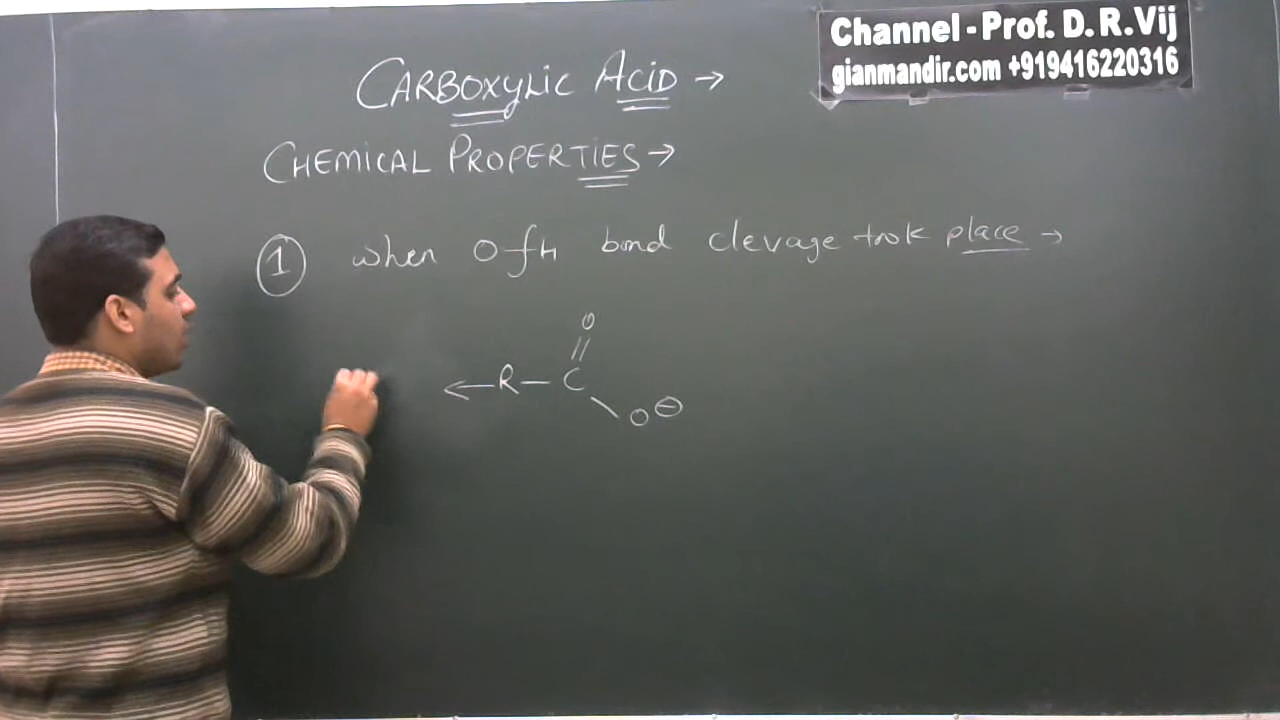 Channel - Prof. D. R. Vij
gianmandir.com +919416220316
CARBOXYLIC ACID →
CHEMICAL PROPERTIES →
① when O-H bond clevage took place →
O
||
← R — C
\ O ⊖